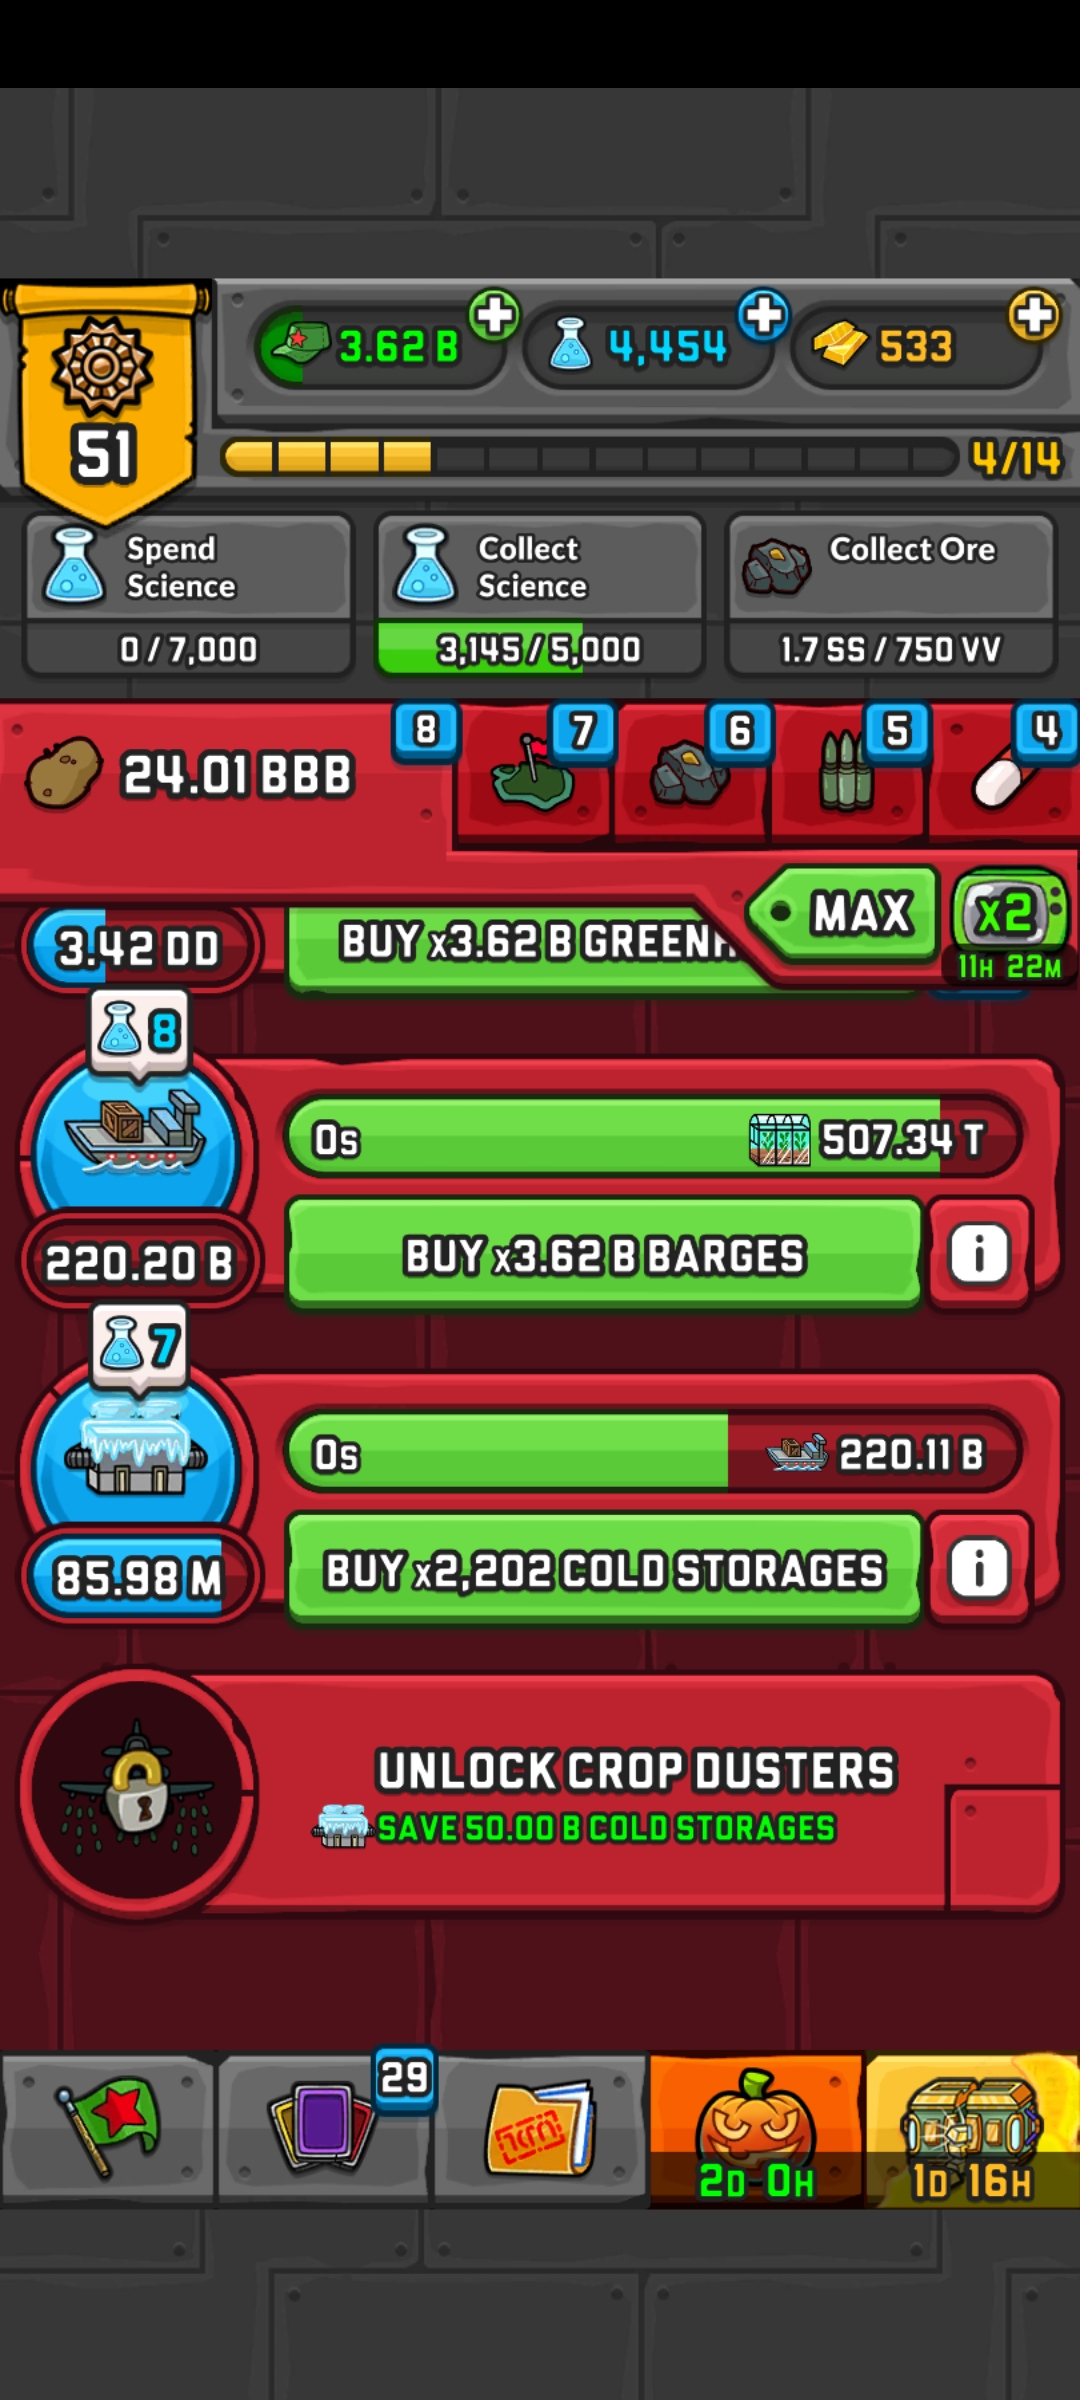 3.62 B
4,454
533
51
4/14
Spend
Science
0 / 7,000
Collect
Science
3,145 / 5,000
Collect Ore
1.7 SS / 750 VV
24.01 BBB
8
7
6
5
4
MAX
x2
11H 22M
3.42 DD
BUY x3.62 B
8
0s
507.34 T
220.20 B
BUY x3.62 B BARGES
i
7
0s
220.11 B
85.98 M
BUY x2,202 COLD STORAGES
i
UNLOCK CROP DUSTERS
SAVE 50.00 B COLD STORAGES
29
2D 0H
1D 16H